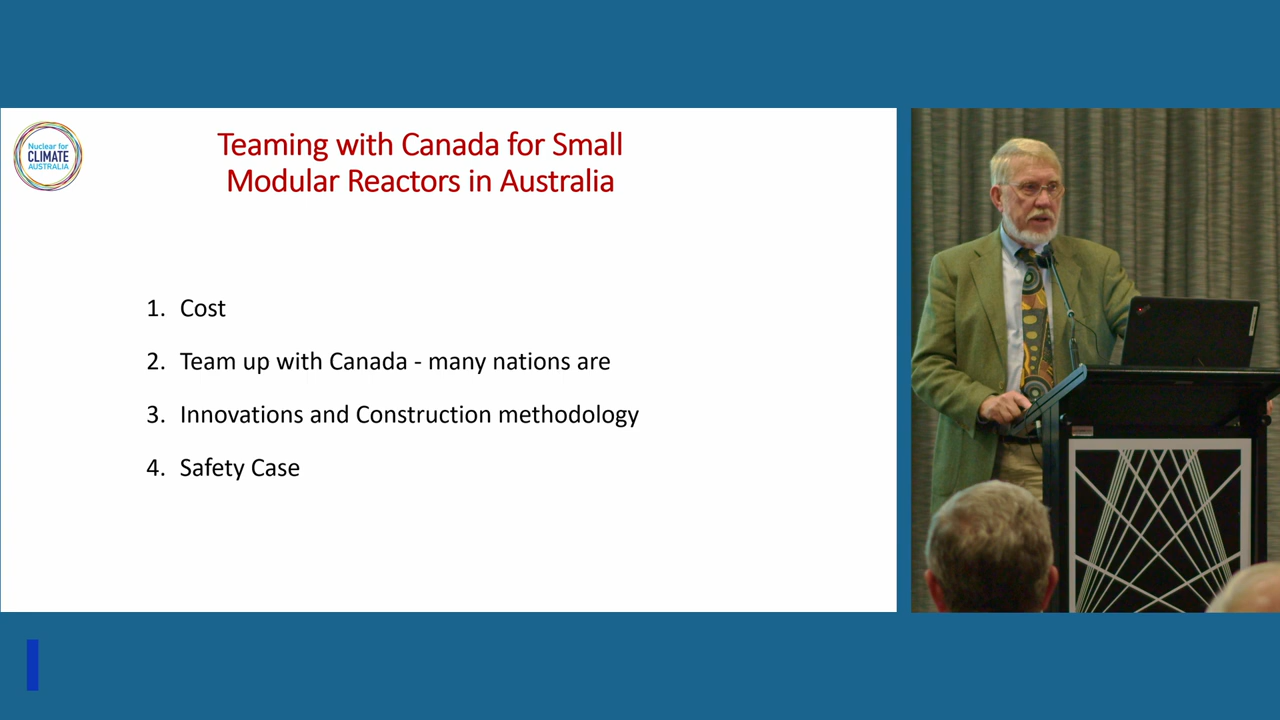 Nuclear for
CLIMATE
AUSTRALIA
Teaming with Canada for Small
Modular Reactors in Australia
1. Cost
2. Team up with Canada - many nations are
3. Innovations and Construction methodology
4. Safety Case